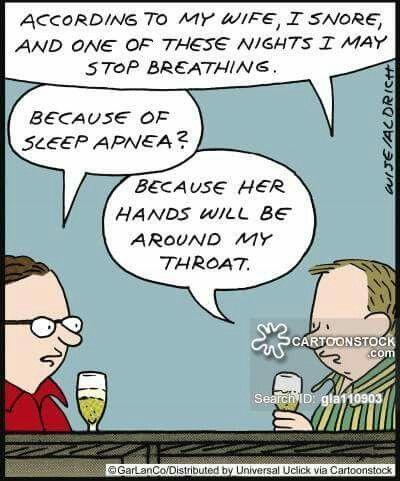 ACCORDING TO MY WIFE, I SNORE,
AND ONE OF THESE NIGHTS I MAY
STOP BREATHING.
BECAUSE OF
SLEEP APNEA?
BECAUSE HER
HANDS WILL BE
AROUND MY
THROAT.
WISE/ALDRICH
CARTOONSTOCK
.com
Search ID: gla110903
©GarLanCo/Distributed by Universal Uclick via Cartoonstock